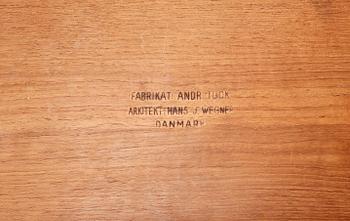 FABRIKAT: ANDR. TUCK
ARKITEKT: HANS J. WEGNER
DANMARK